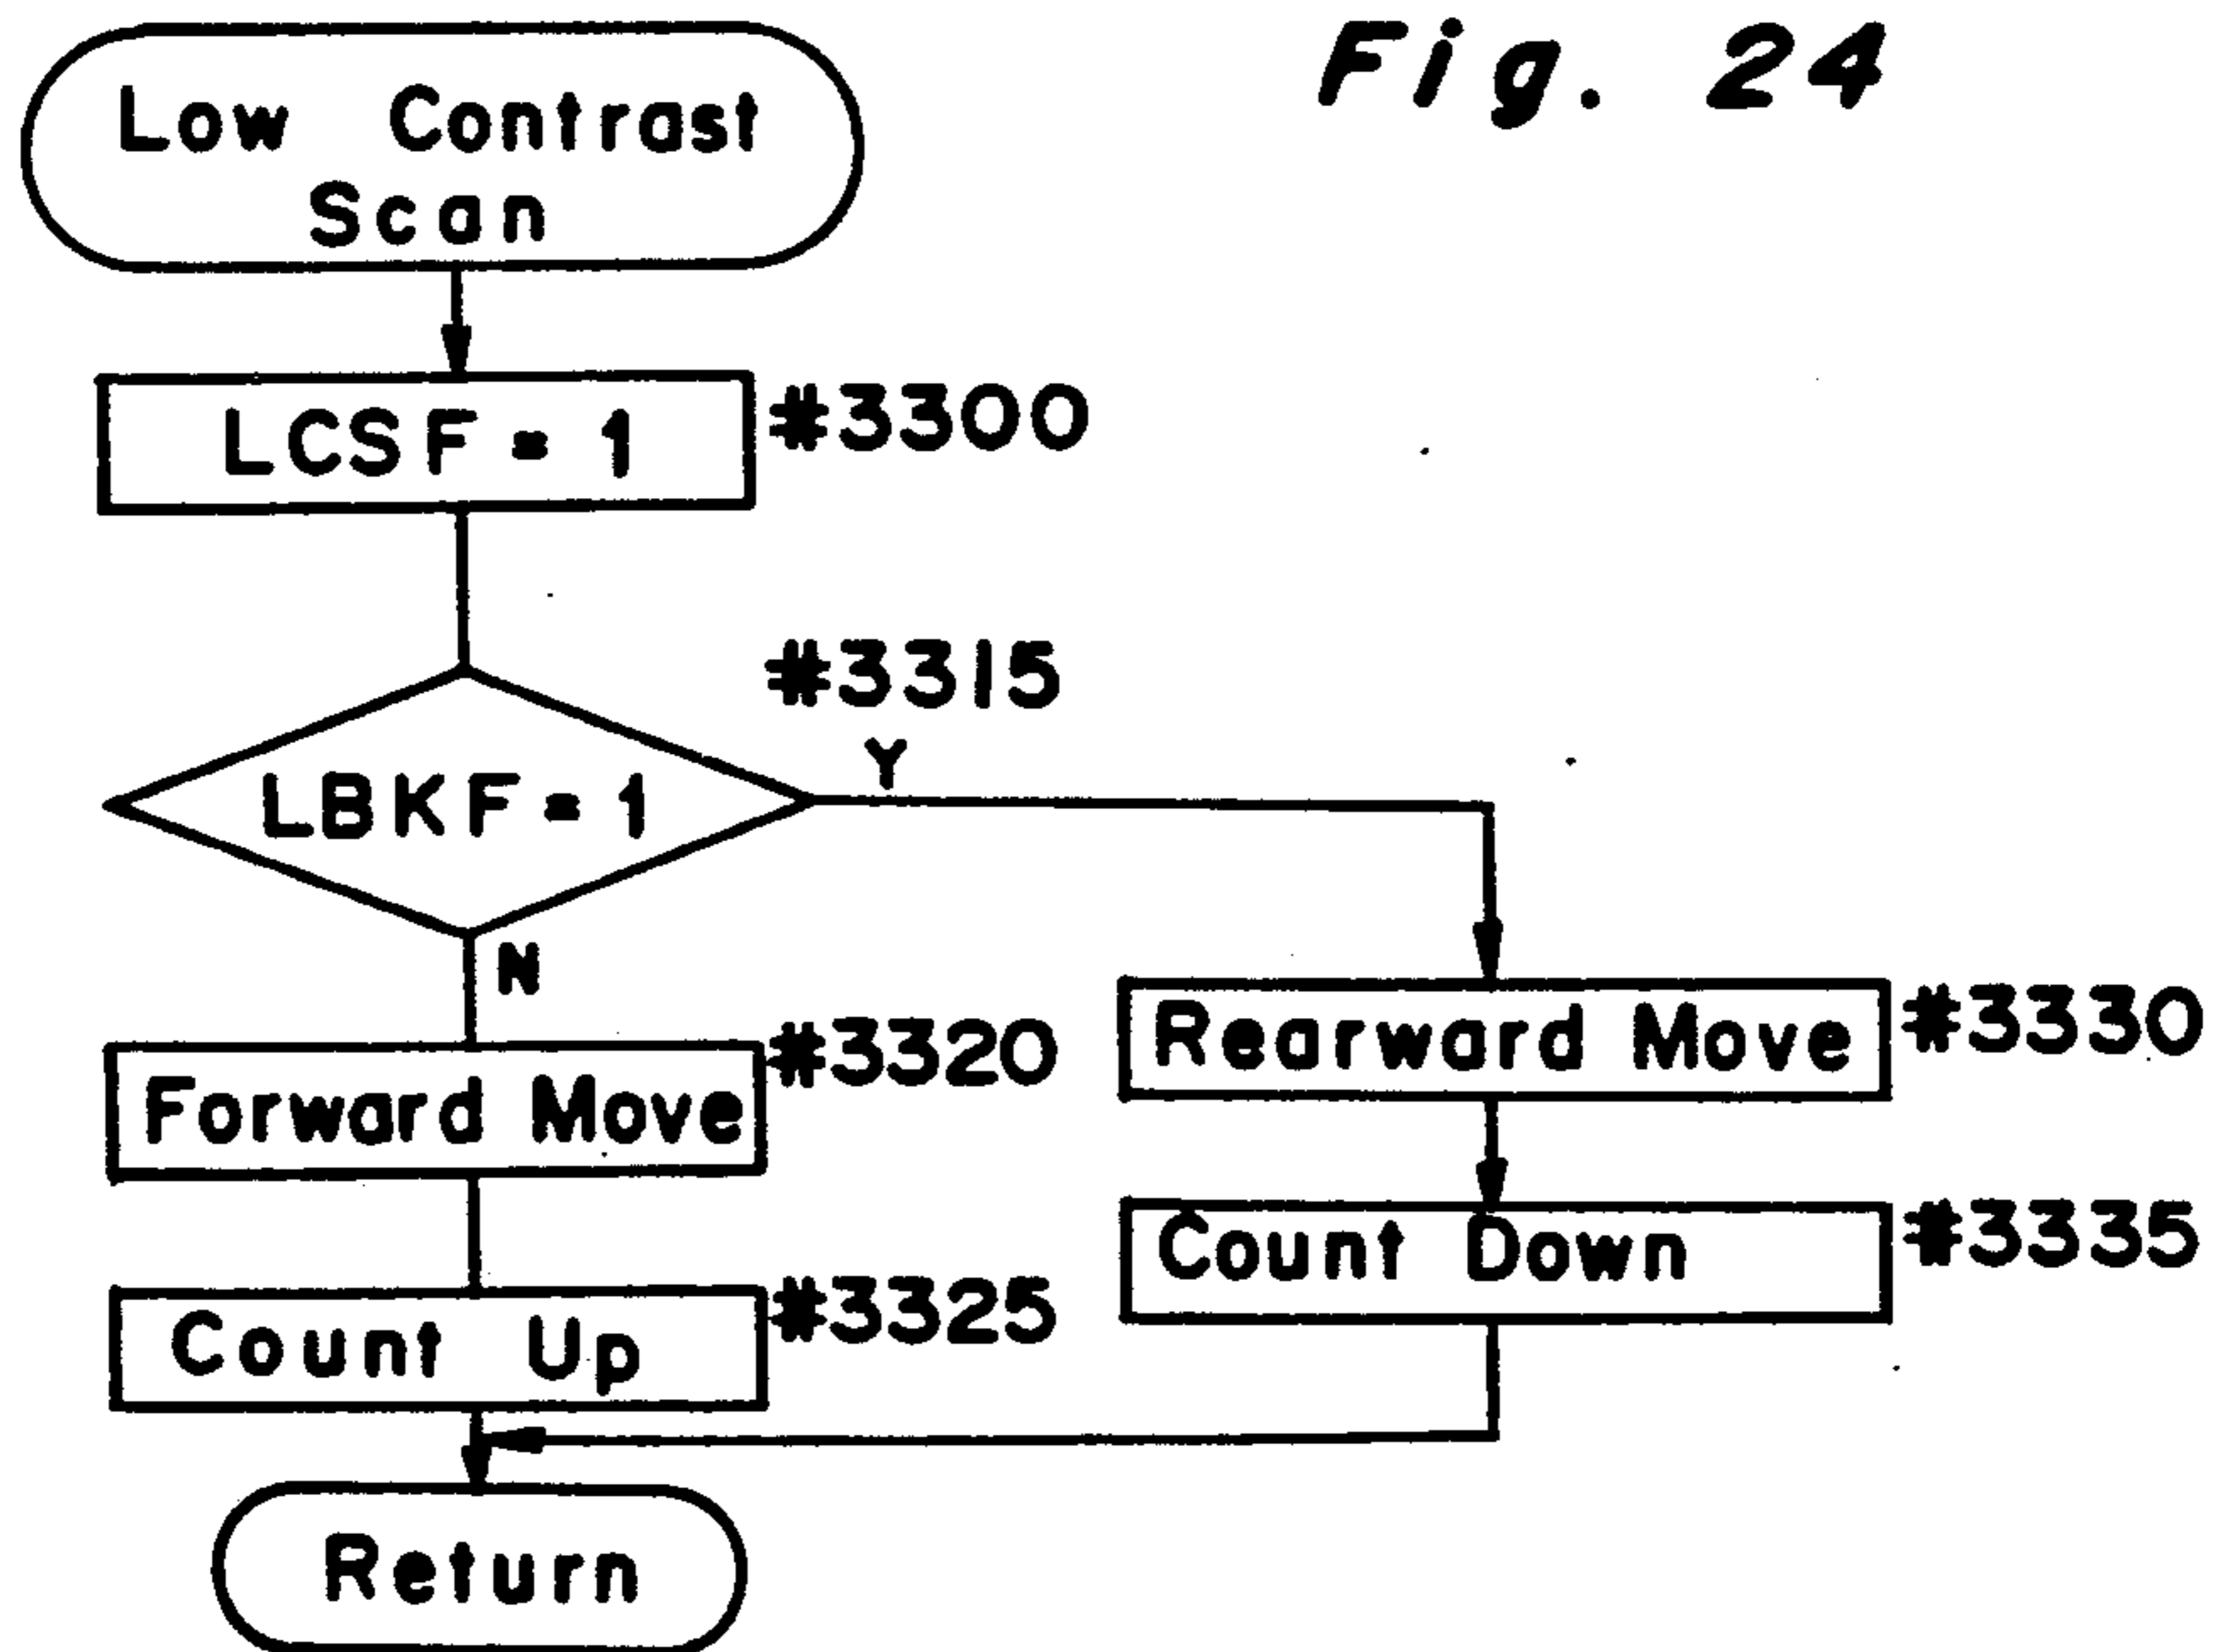 Fig. 24
Low Contrast
Scan
LCSF = 1
#3300
#3315
LBKF = 1
Y
N
Forward Move
#3320
Rearward Move
#3330
Count Up
#3325
Count Down
#3335
Return